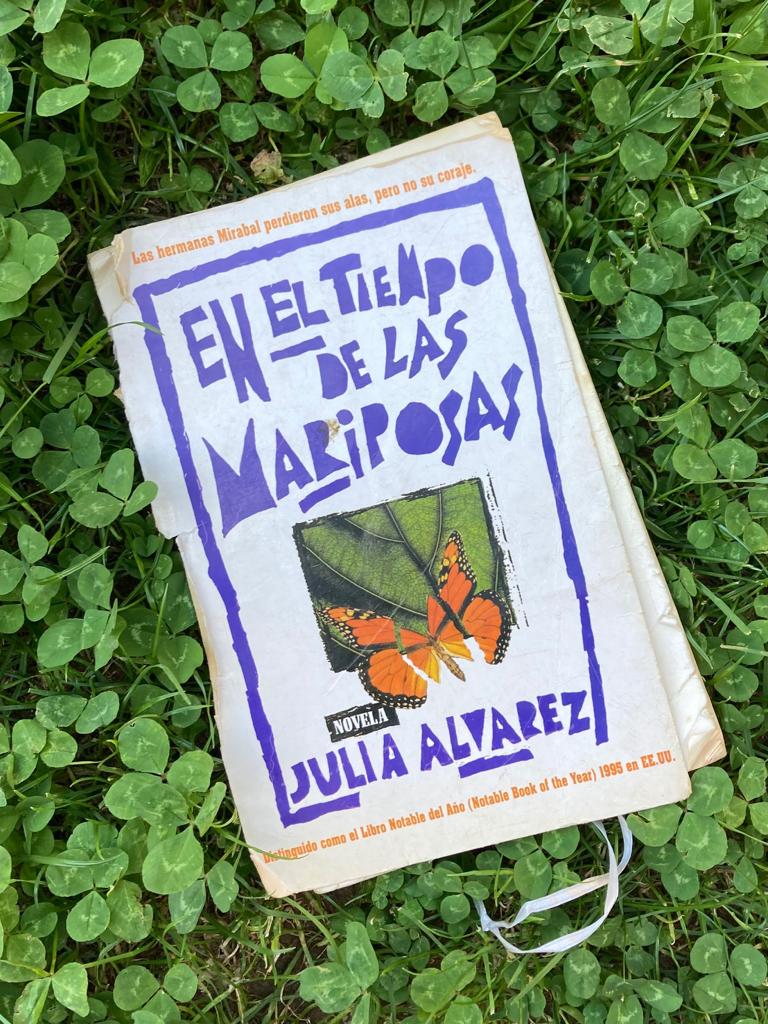 Las hermanas Mirabal perdieron sus alas, pero no su coraje.
EN EL TIEMPO
DE LAS
MARiPOSAS
NOVELA
JULIA ALVAREZ
Distinguido como el Libro Notable del Año (Notable Book of the Year) 1995 en EE.UU.